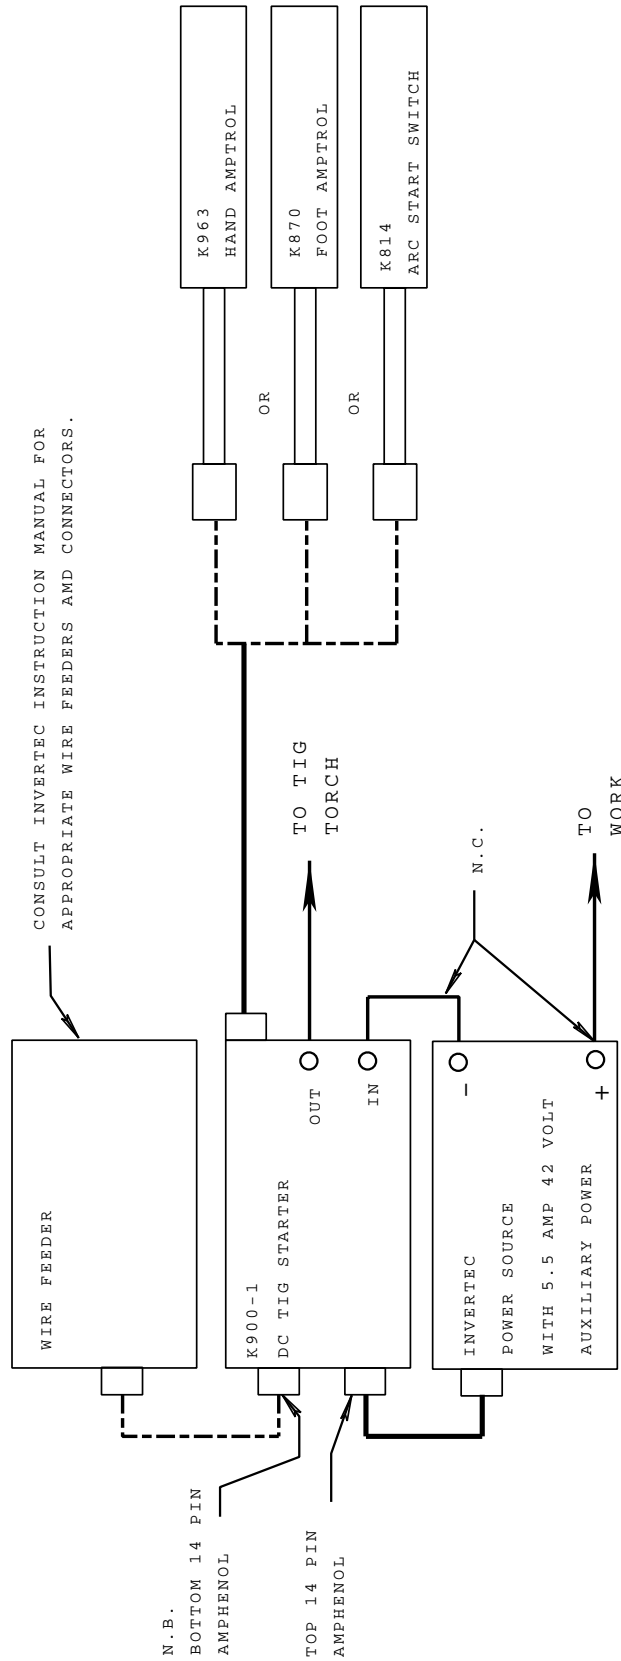 CONSULT INVERTEC INSTRUCTION MANUAL FOR
APPROPRIATE WIRE FEEDERS AMD CONNECTORS.
WIRE FEEDER
N.B.
BOTTOM 14 PIN
AMPHENOL
TOP 14 PIN
AMPHENOL
K900-1
DC TIG STARTER
OUT
IN
TO TIG
TORCH
K963
HAND AMPTROL
OR
K870
FOOT AMPTROL
OR
K814
ARC START SWITCH
INVERTEC
POWER SOURCE
WITH 5.5 AMP 42 VOLT
AUXILIARY POWER
-
+
N.C.
TO
WORK